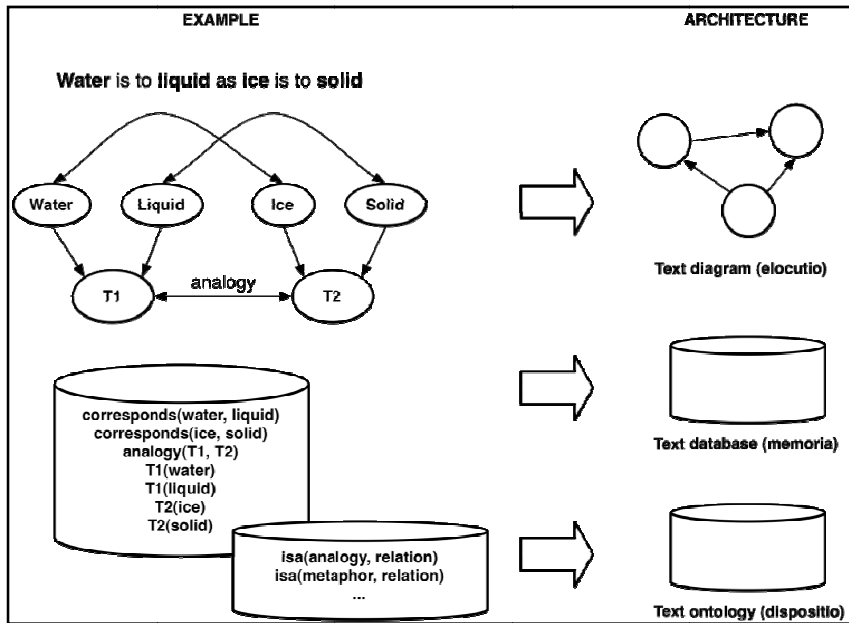 EXAMPLE
ARCHITECTURE
Water is to liquid as ice is to solid
Water
Liquid
Ice
Solid
T1
analogy
T2
Text diagram (elocutio)
corresponds(water, liquid)
corresponds(ice, solid)
analogy(T1, T2)
T1(water)
T1(liquid)
T2(ice)
T2(solid)
Text database (memoria)
isa(analogy, relation)
isa(metaphor, relation)
...
Text ontology (dispositio)